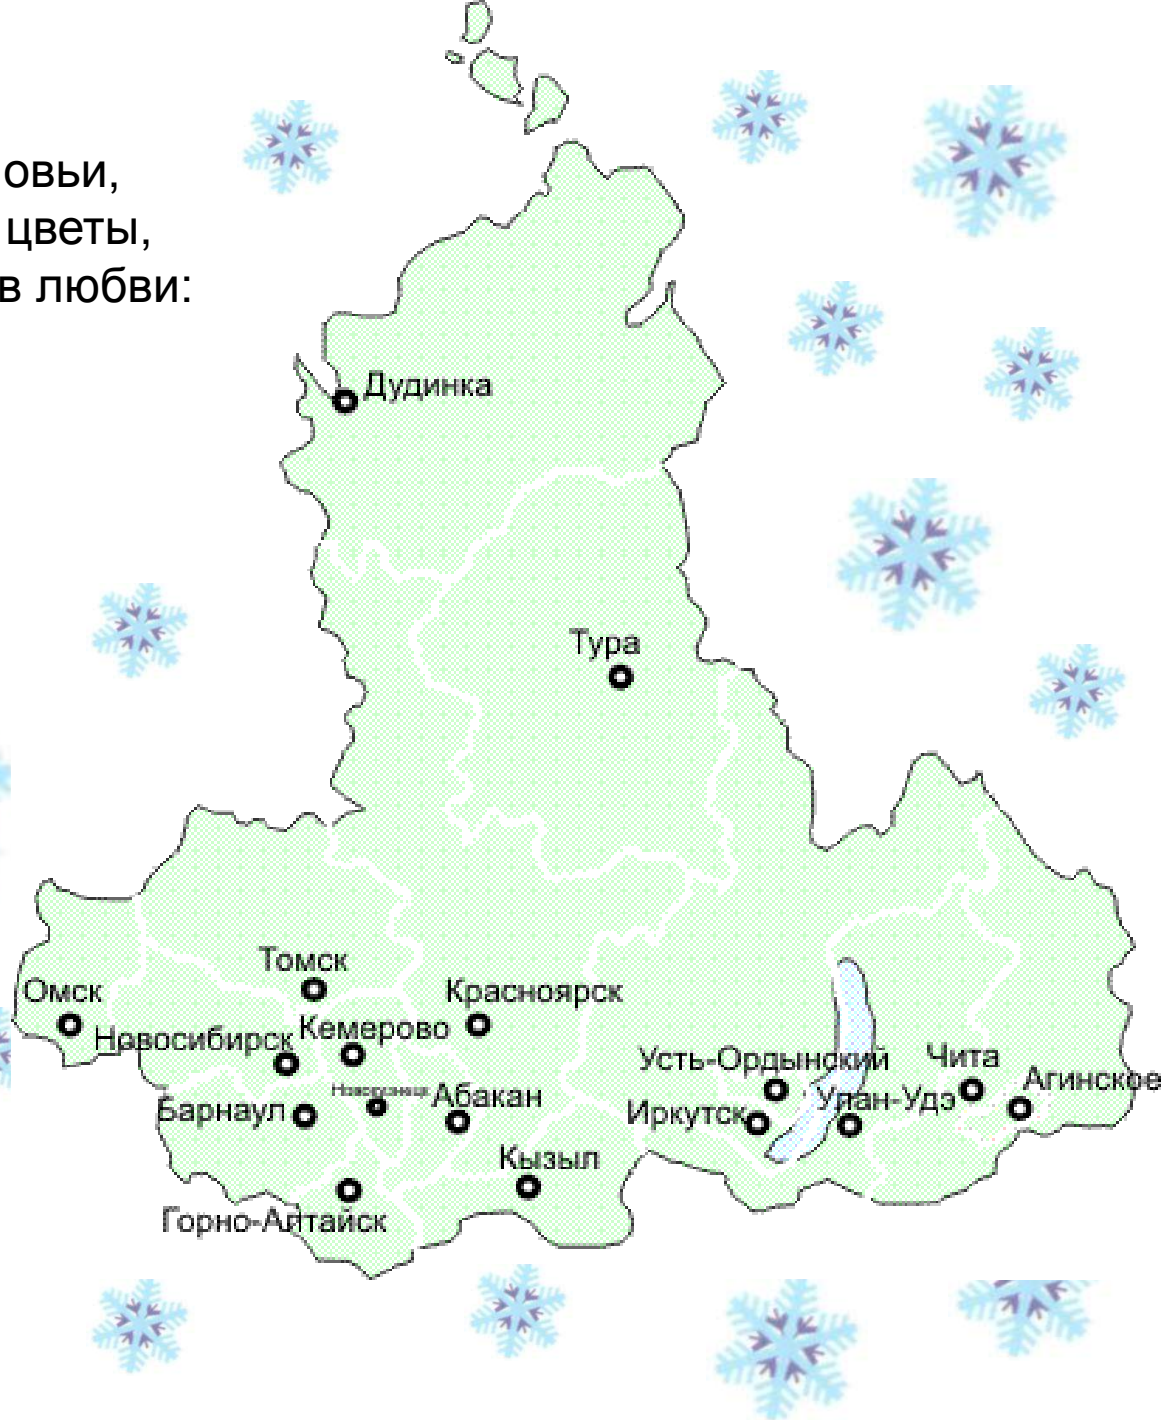 овьи,
цветы,
в любви:
Дудинка
Тура
Томск
Омск
Красноярск
Новосибирск
Кемерово
Усть-Ордынский
Чита
Новокузнецк
Агинское
Барнаул
Абакан
Иркутск
Улан-Удэ
Кызыл
Горно-Алтайск